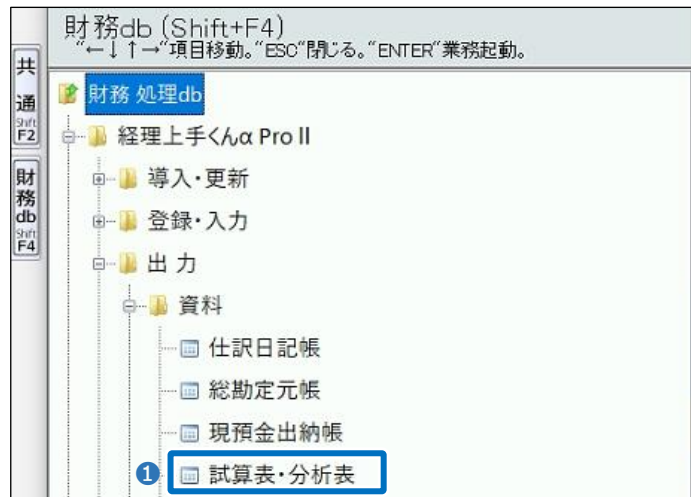 財務db (Shift+F4)
“←↓↑→”項目移動。“ESC”閉じる。“ENTER”業務起動。
共通
Shift
F2
財務db
Shift
F4
財務 処理db
経理上手くんα Pro II
導入・更新
登録・入力
出 力
資料
仕訳日記帳
総勘定元帳
現預金出納帳
1 試算表・分析表